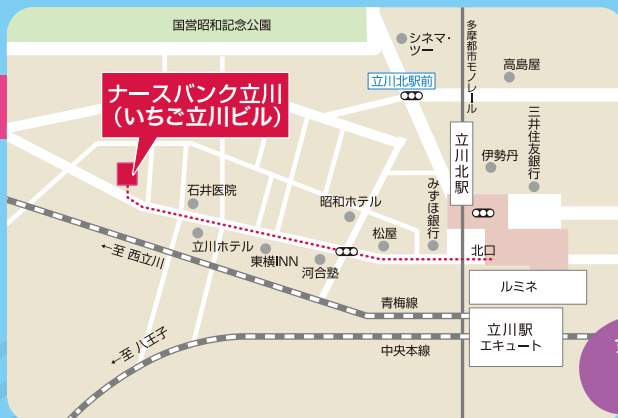 国営昭和記念公園
シネマ・
ツー
多摩都市モノレール
高島屋
立川北駅前
ナースバンク立川
（いちご立川ビル）
三井住友銀行
立川北駅
伊勢丹
石井医院
昭和ホテル
みずほ銀行
立川ホテル
東横INN
河合塾
松屋
北口
←至 西立川
ルミネ
青梅線
立川駅
エキュート
中央本線
←至 八王子